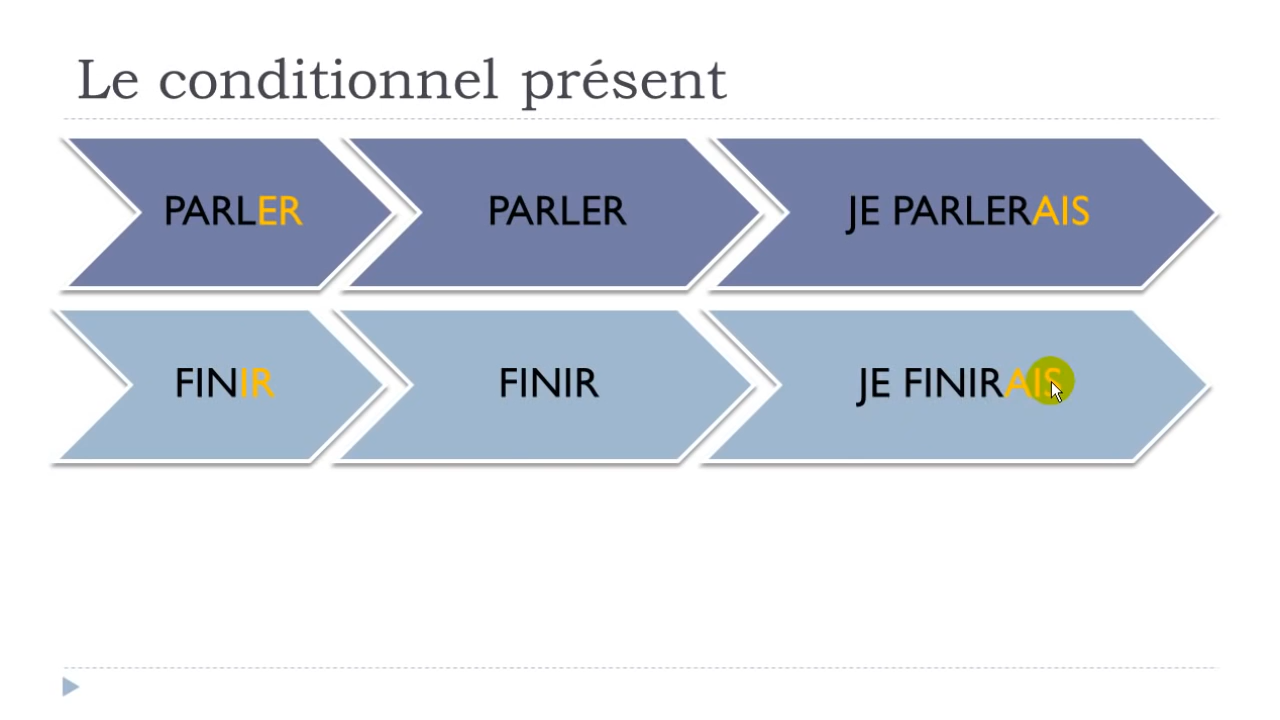 Le conditionnel présent
PARLER PARLER JE PARLERAIS
FINIR FINIR JE FINIRAIS